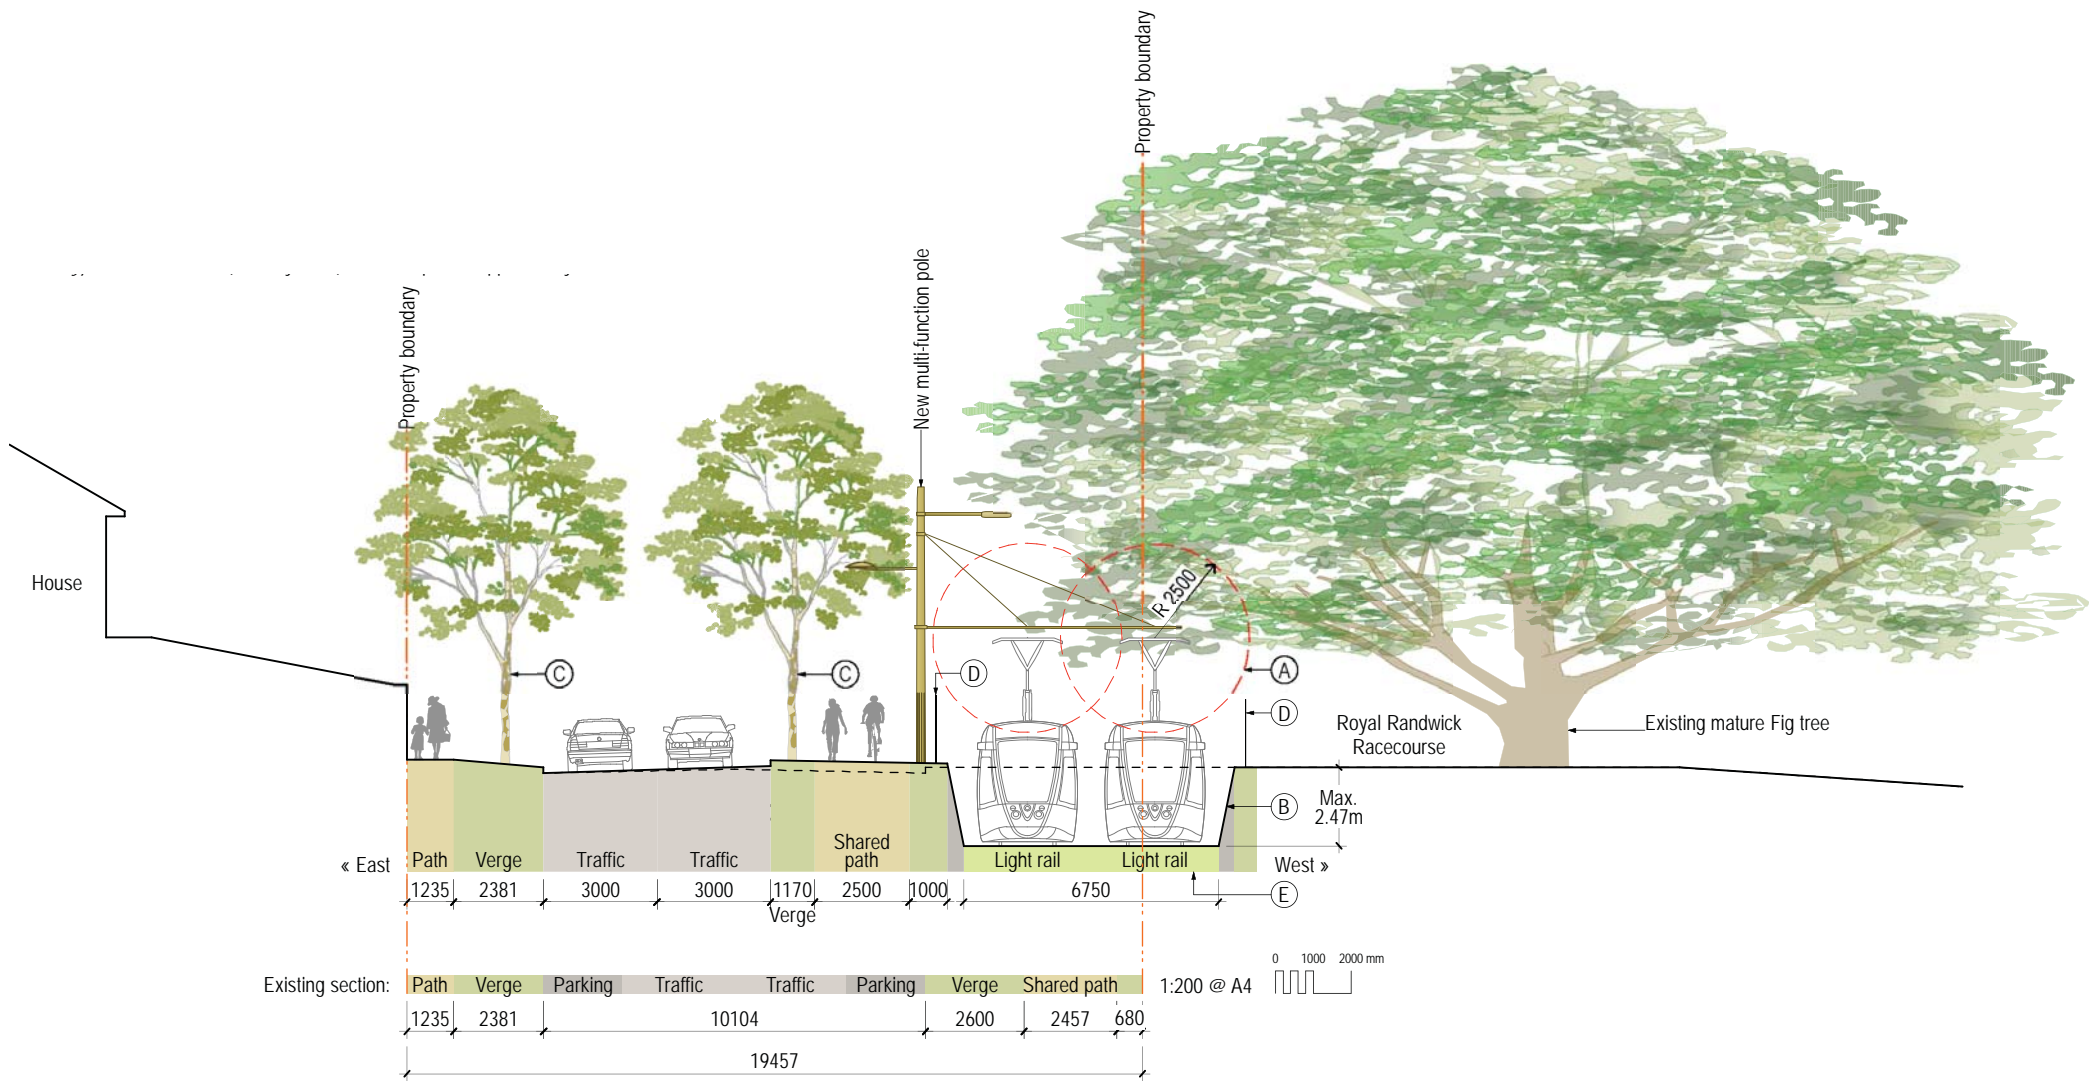 Property boundary
Property boundary
New multi-function pole
House
R 2500
C
C
D
A
D
B
E
Royal Randwick
Racecourse
Existing mature Fig tree
Max.
2.47m
« East
Path
Verge
Traffic
Traffic
Shared
path
Light rail
Light rail
West »
1235
2381
3000
3000
1170
2500
1000
6750
Verge
Existing section:
Path
Verge
Parking
Traffic
Traffic
Parking
Verge
Shared path
1:200 @ A4
0 1000 2000 mm
1235
2381
10104
2600
2457
680
19457